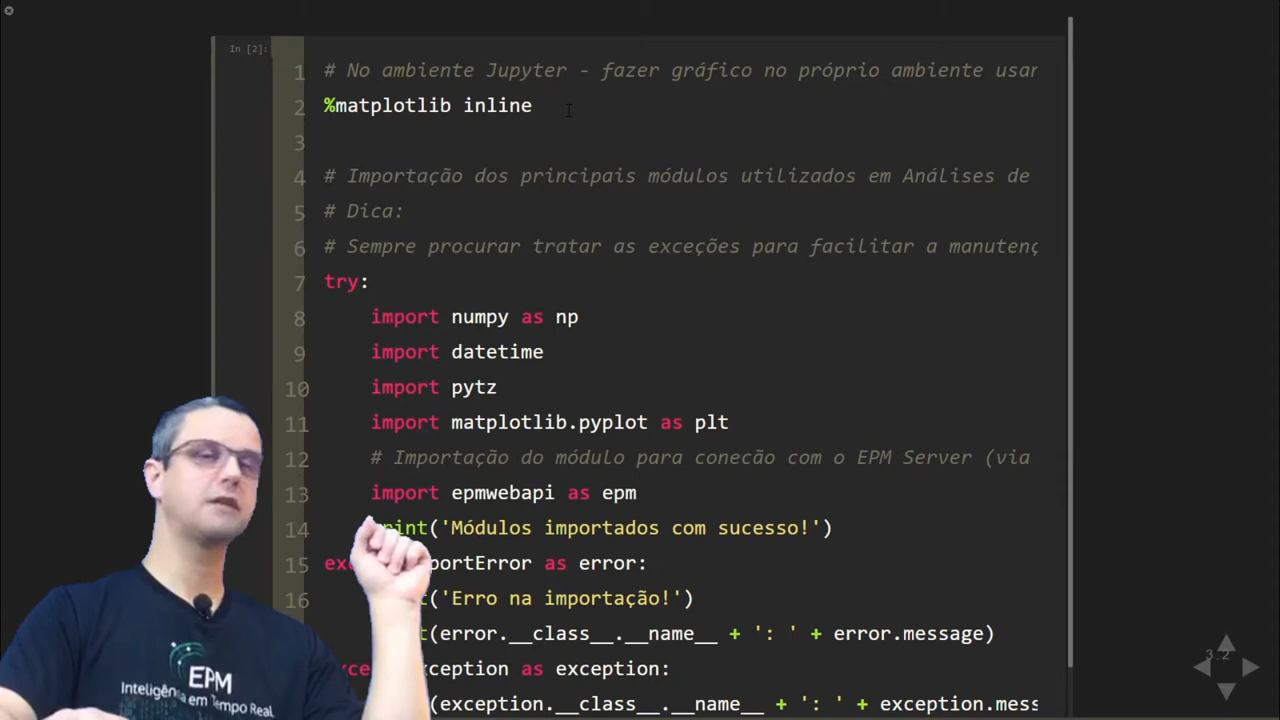 In [2]:
1 # No ambiente Jupyter - fazer gráfico no próprio ambiente usar
2 %matplotlib inline
3
4 # Importação dos principais módulos utilizados em Análises de
5 # Dica:
6 # Sempre procurar tratar as exceções para facilitar a manutenç
7 try:
8 import numpy as np
9 import datetime
10 import pytz
11 import matplotlib.pyplot as plt
12 # Importação do módulo para conecão com o EPM Server (via
13 import epmwebapi as epm
14 print('Módulos importados com sucesso!')
15 portError as error:
16 ('Erro na importação!')
(error.__class__.__name__ + ': ' + error.message)
xception as exception:
(exception.__class__.__name__ + ': ' + exception.mess
EPM
Inteligência em Tempo Real
3.2